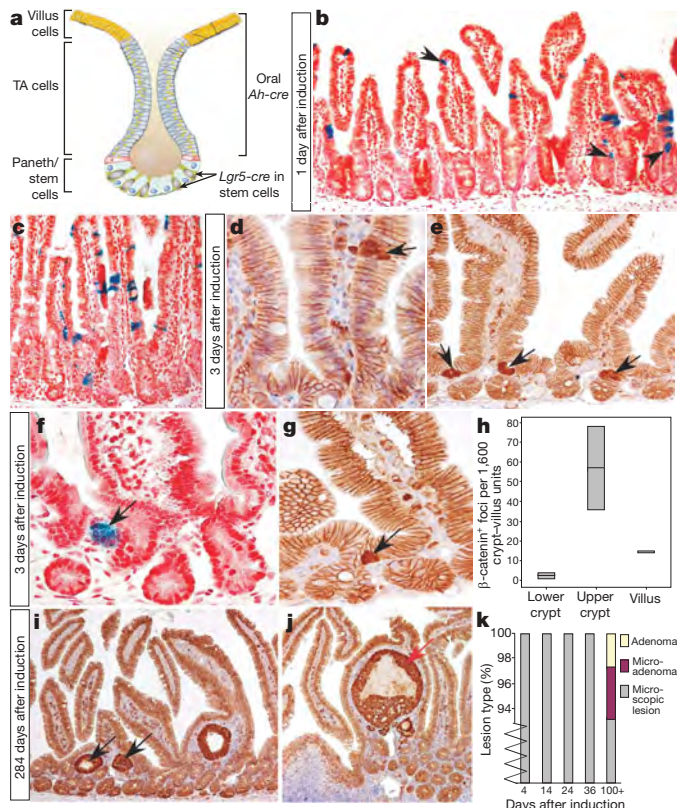 a
Villus cells
TA cells
Paneth/
stem
cells
Oral
Ah-cre
Lgr5-cre in
stem cells
1 day after induction
b
c
3 days after induction
d
e
3 days after induction
f
g
h
β-catenin+ foci per 1,600
crypt–villus units
80
70
60
50
40
30
20
10
0
Lower
crypt
Upper
crypt
Villus
284 days after induction
i
j
k
Lesion type (%)
100
98
96
94
4 14 24 36 100+
Days after induction
Adenoma
Micro-
adenoma
Micro-
scopic
lesion